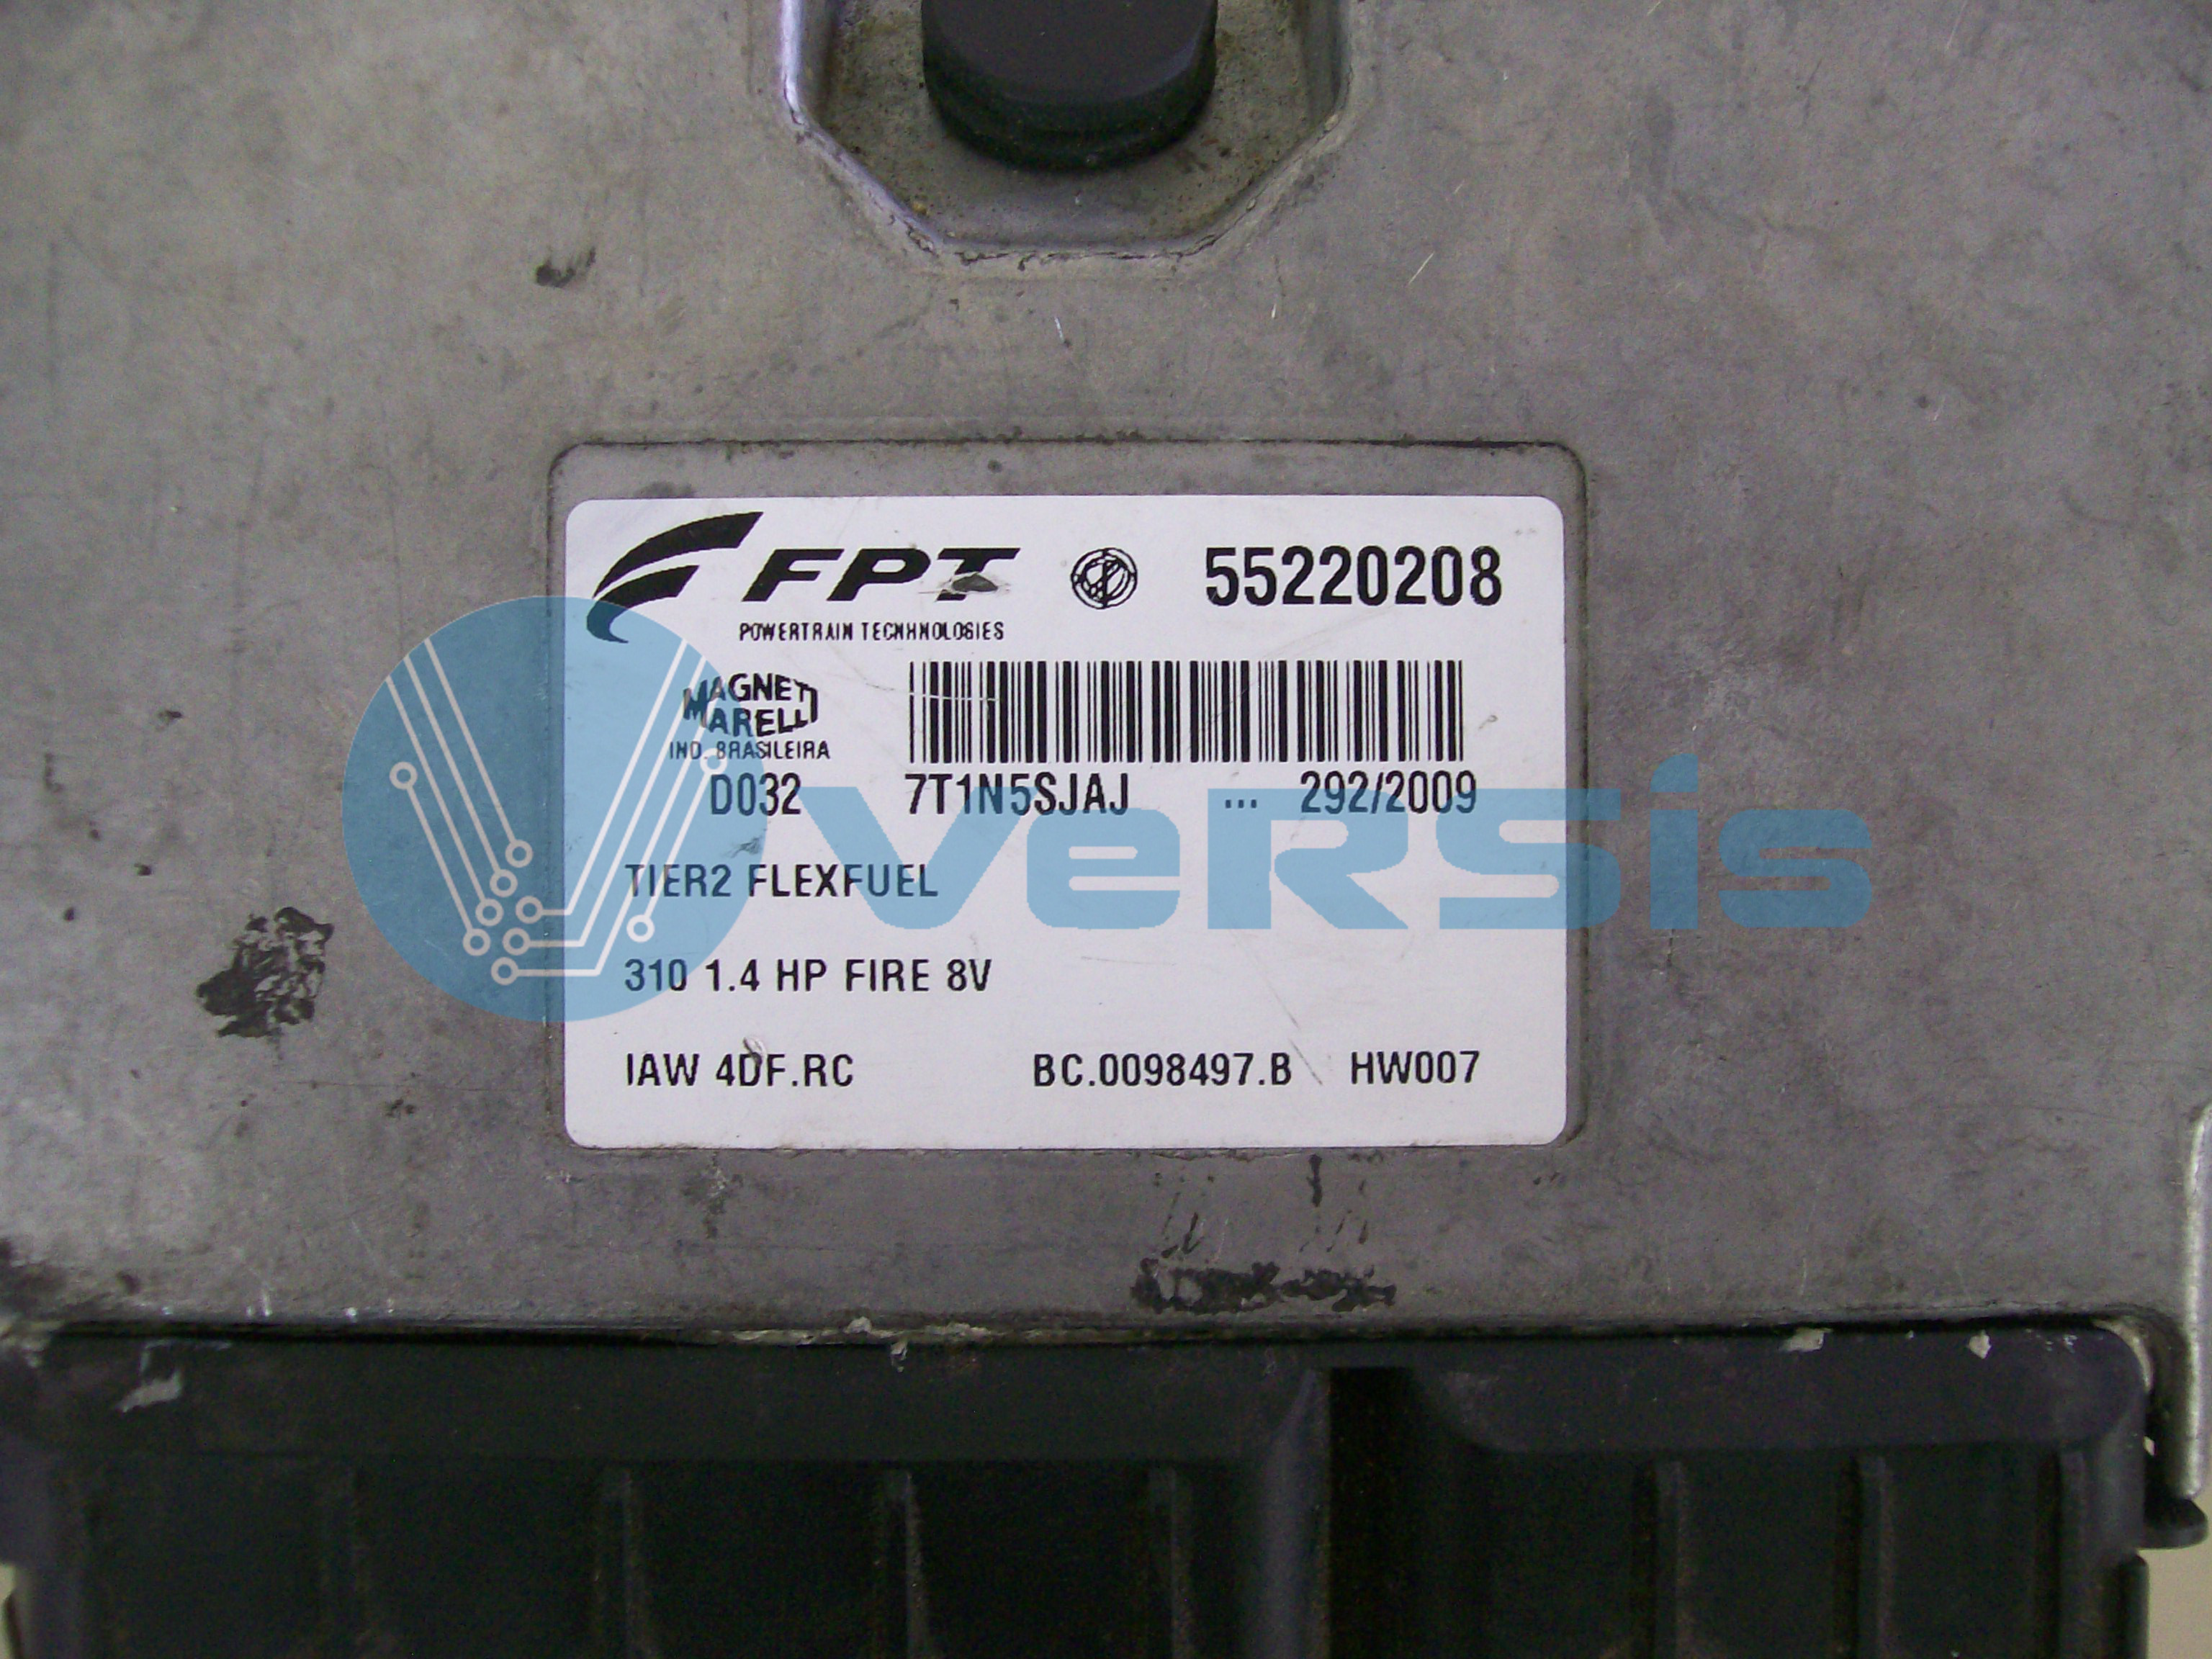 FPT 55220208
POWERTRAIN TECNHNOLOGIES
MAGNETI
MARELLI
IND. BRASILEIRA
D032 7T1N5SJAJ ... 292/2009
VeRSis
TIER2 FLEXFUEL
310 1.4 HP FIRE 8V
IAW 4DF.RC BC.0098497.B HW007